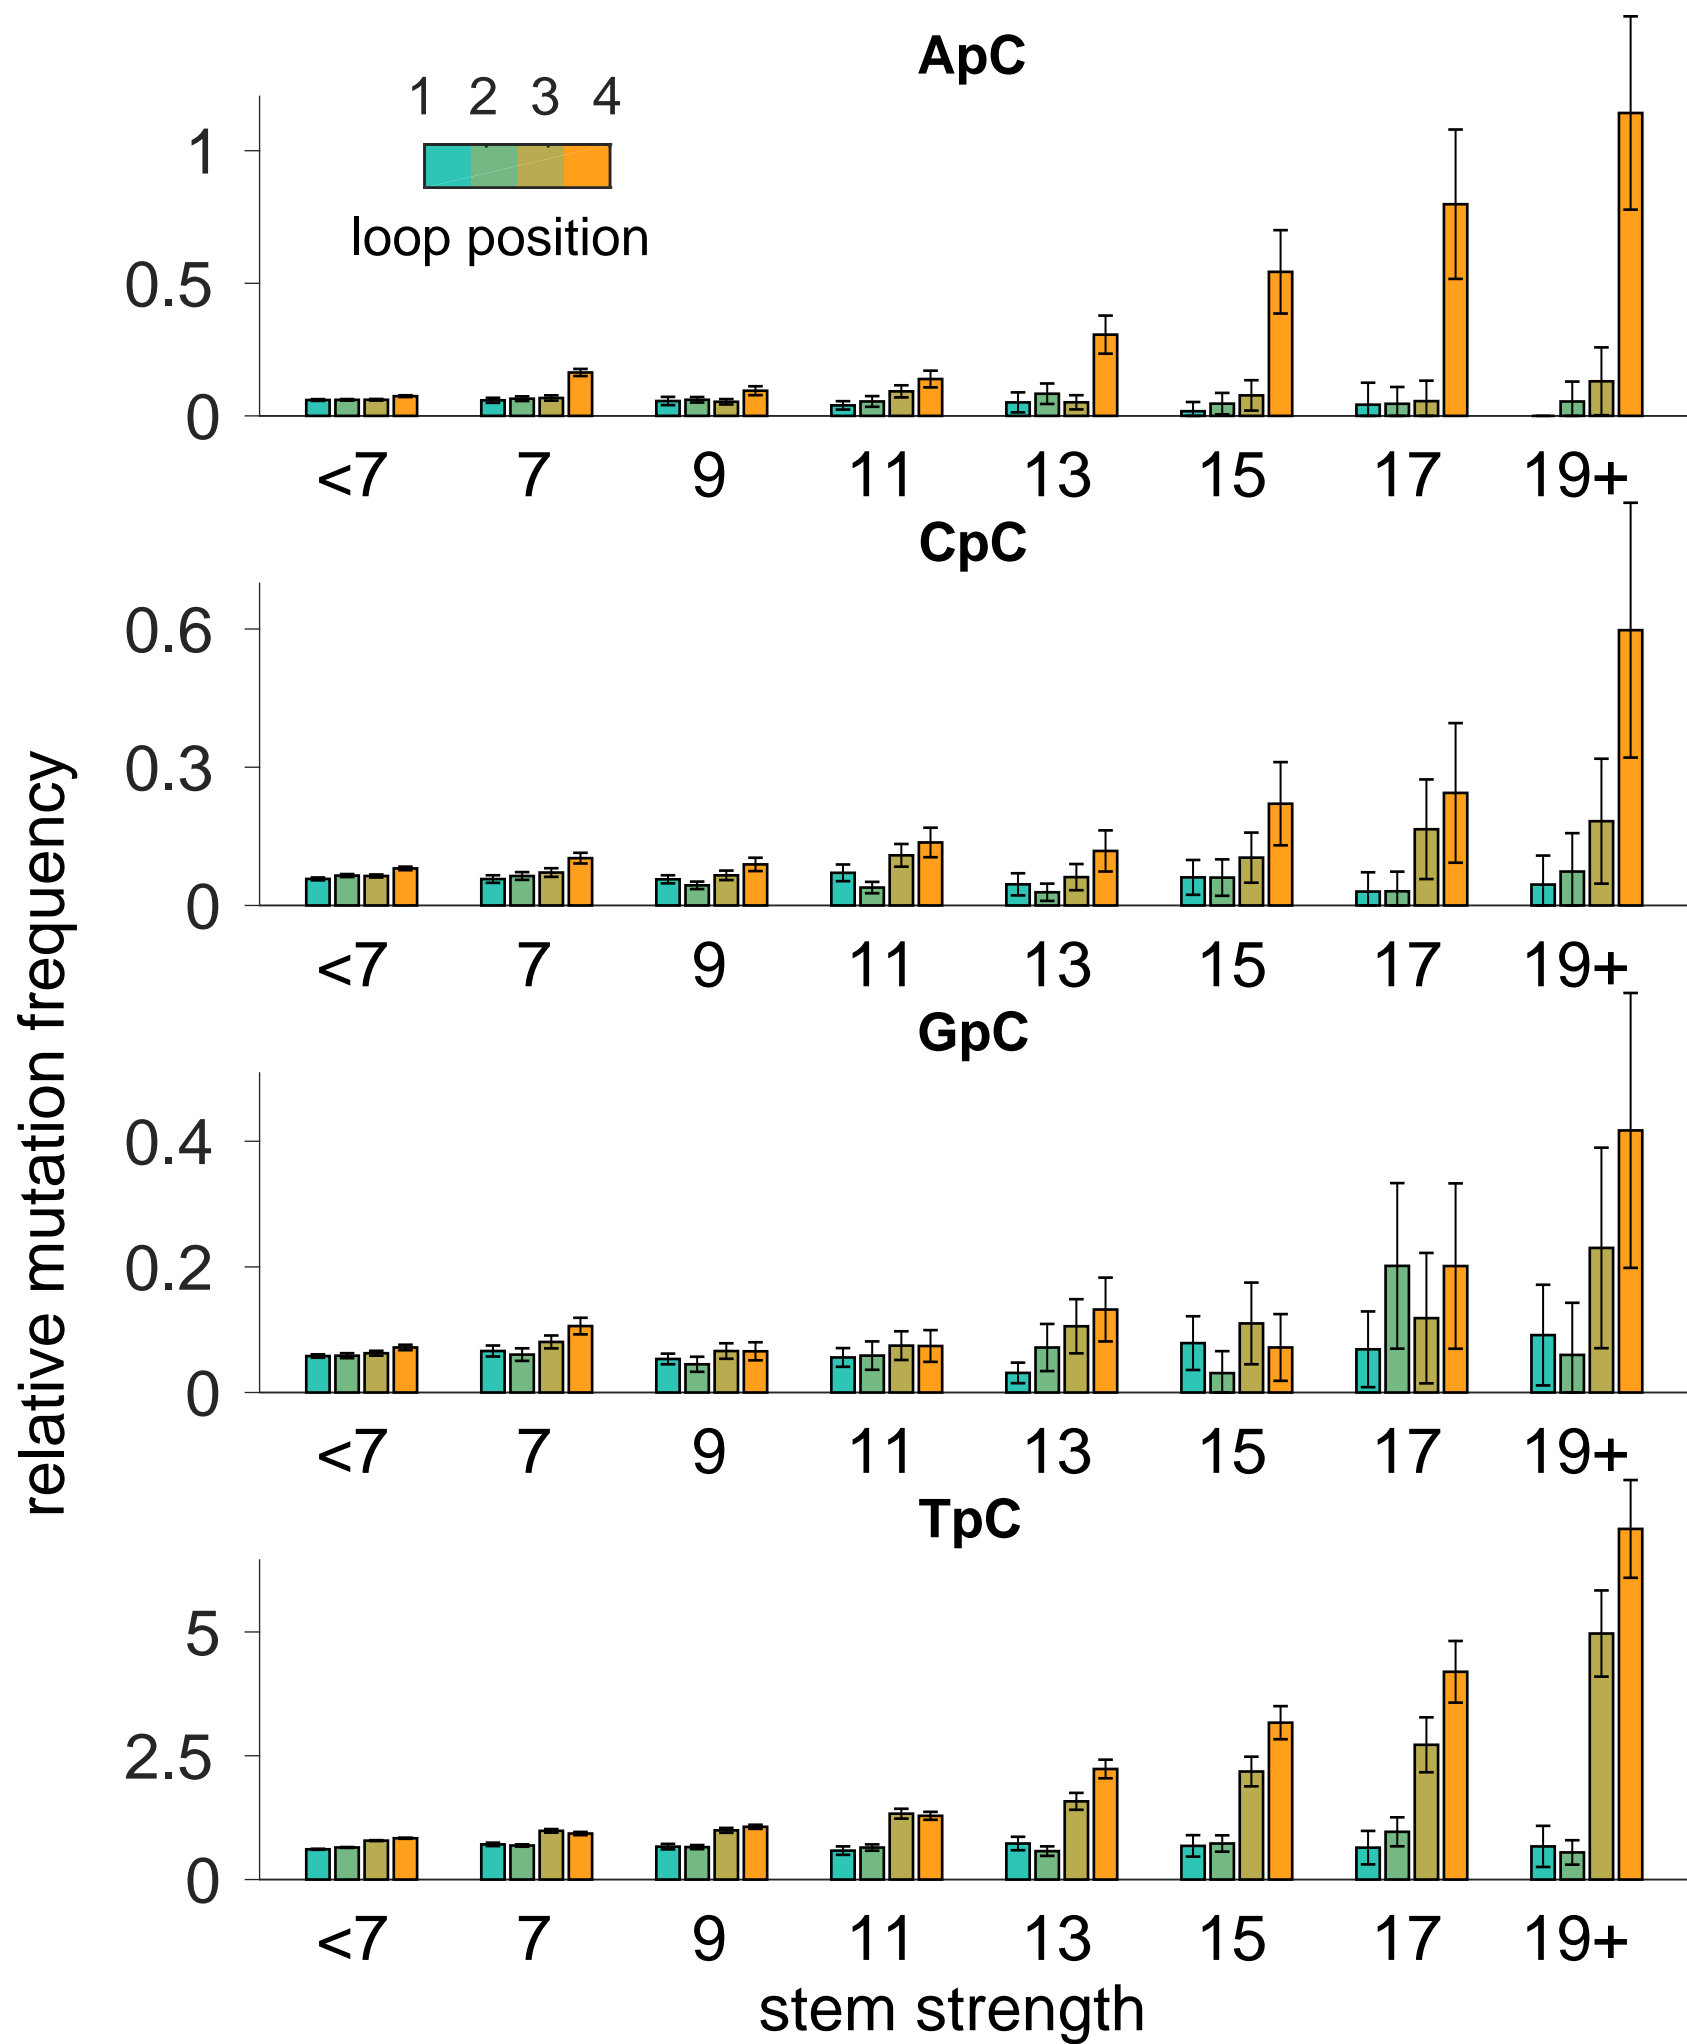 ApC
1 2 3 4
loop position
1
0.5
0
<7 7 9 11 13 15 17 19+
CpC
0.6
0.3
0
<7 7 9 11 13 15 17 19+
GpC
0.4
0.2
0
<7 7 9 11 13 15 17 19+
TpC
5
2.5
0
<7 7 9 11 13 15 17 19+
stem strength
relative mutation frequency